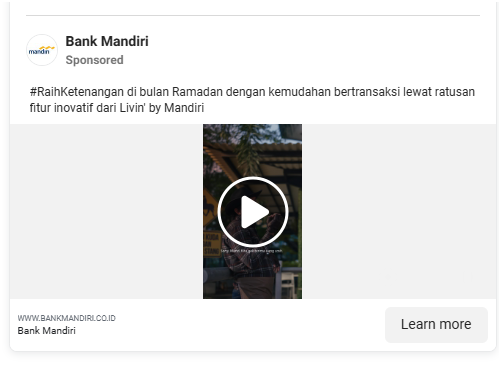 mandiri
Bank Mandiri
Sponsored
#RaihKetenangan di bulan Ramadan dengan kemudahan bertransaksi lewat ratusan
fitur inovatif dari Livin' by Mandiri
WWW.BANKMANDIRI.CO.ID
Bank Mandiri
Learn more